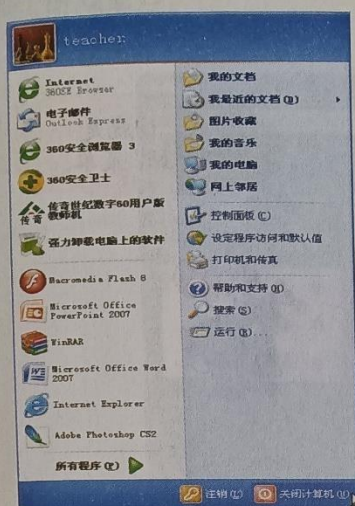 teacher
Internet
360SE Browser
电子邮件
Outlook Express
360安全浏览器 3
360安全卫士
传奇
传奇世纪数字60用户版
教师机
强力卸载电脑上的软件
Macromedia Flash 8
Microsoft Office
PowerPoint 2007
WinRAR
Microsoft Office Word
2007
Internet Explorer
Adobe Photoshop CS2
所有程序(P)
我的文档
我最近的文档(D)
图片收藏
我的音乐
我的电脑
网上邻居
控制面板(C)
设定程序访问和默认值
打印机和传真
帮助和支持(H)
搜索(S)
运行(R)...
注销(L)
关闭计算机(U)